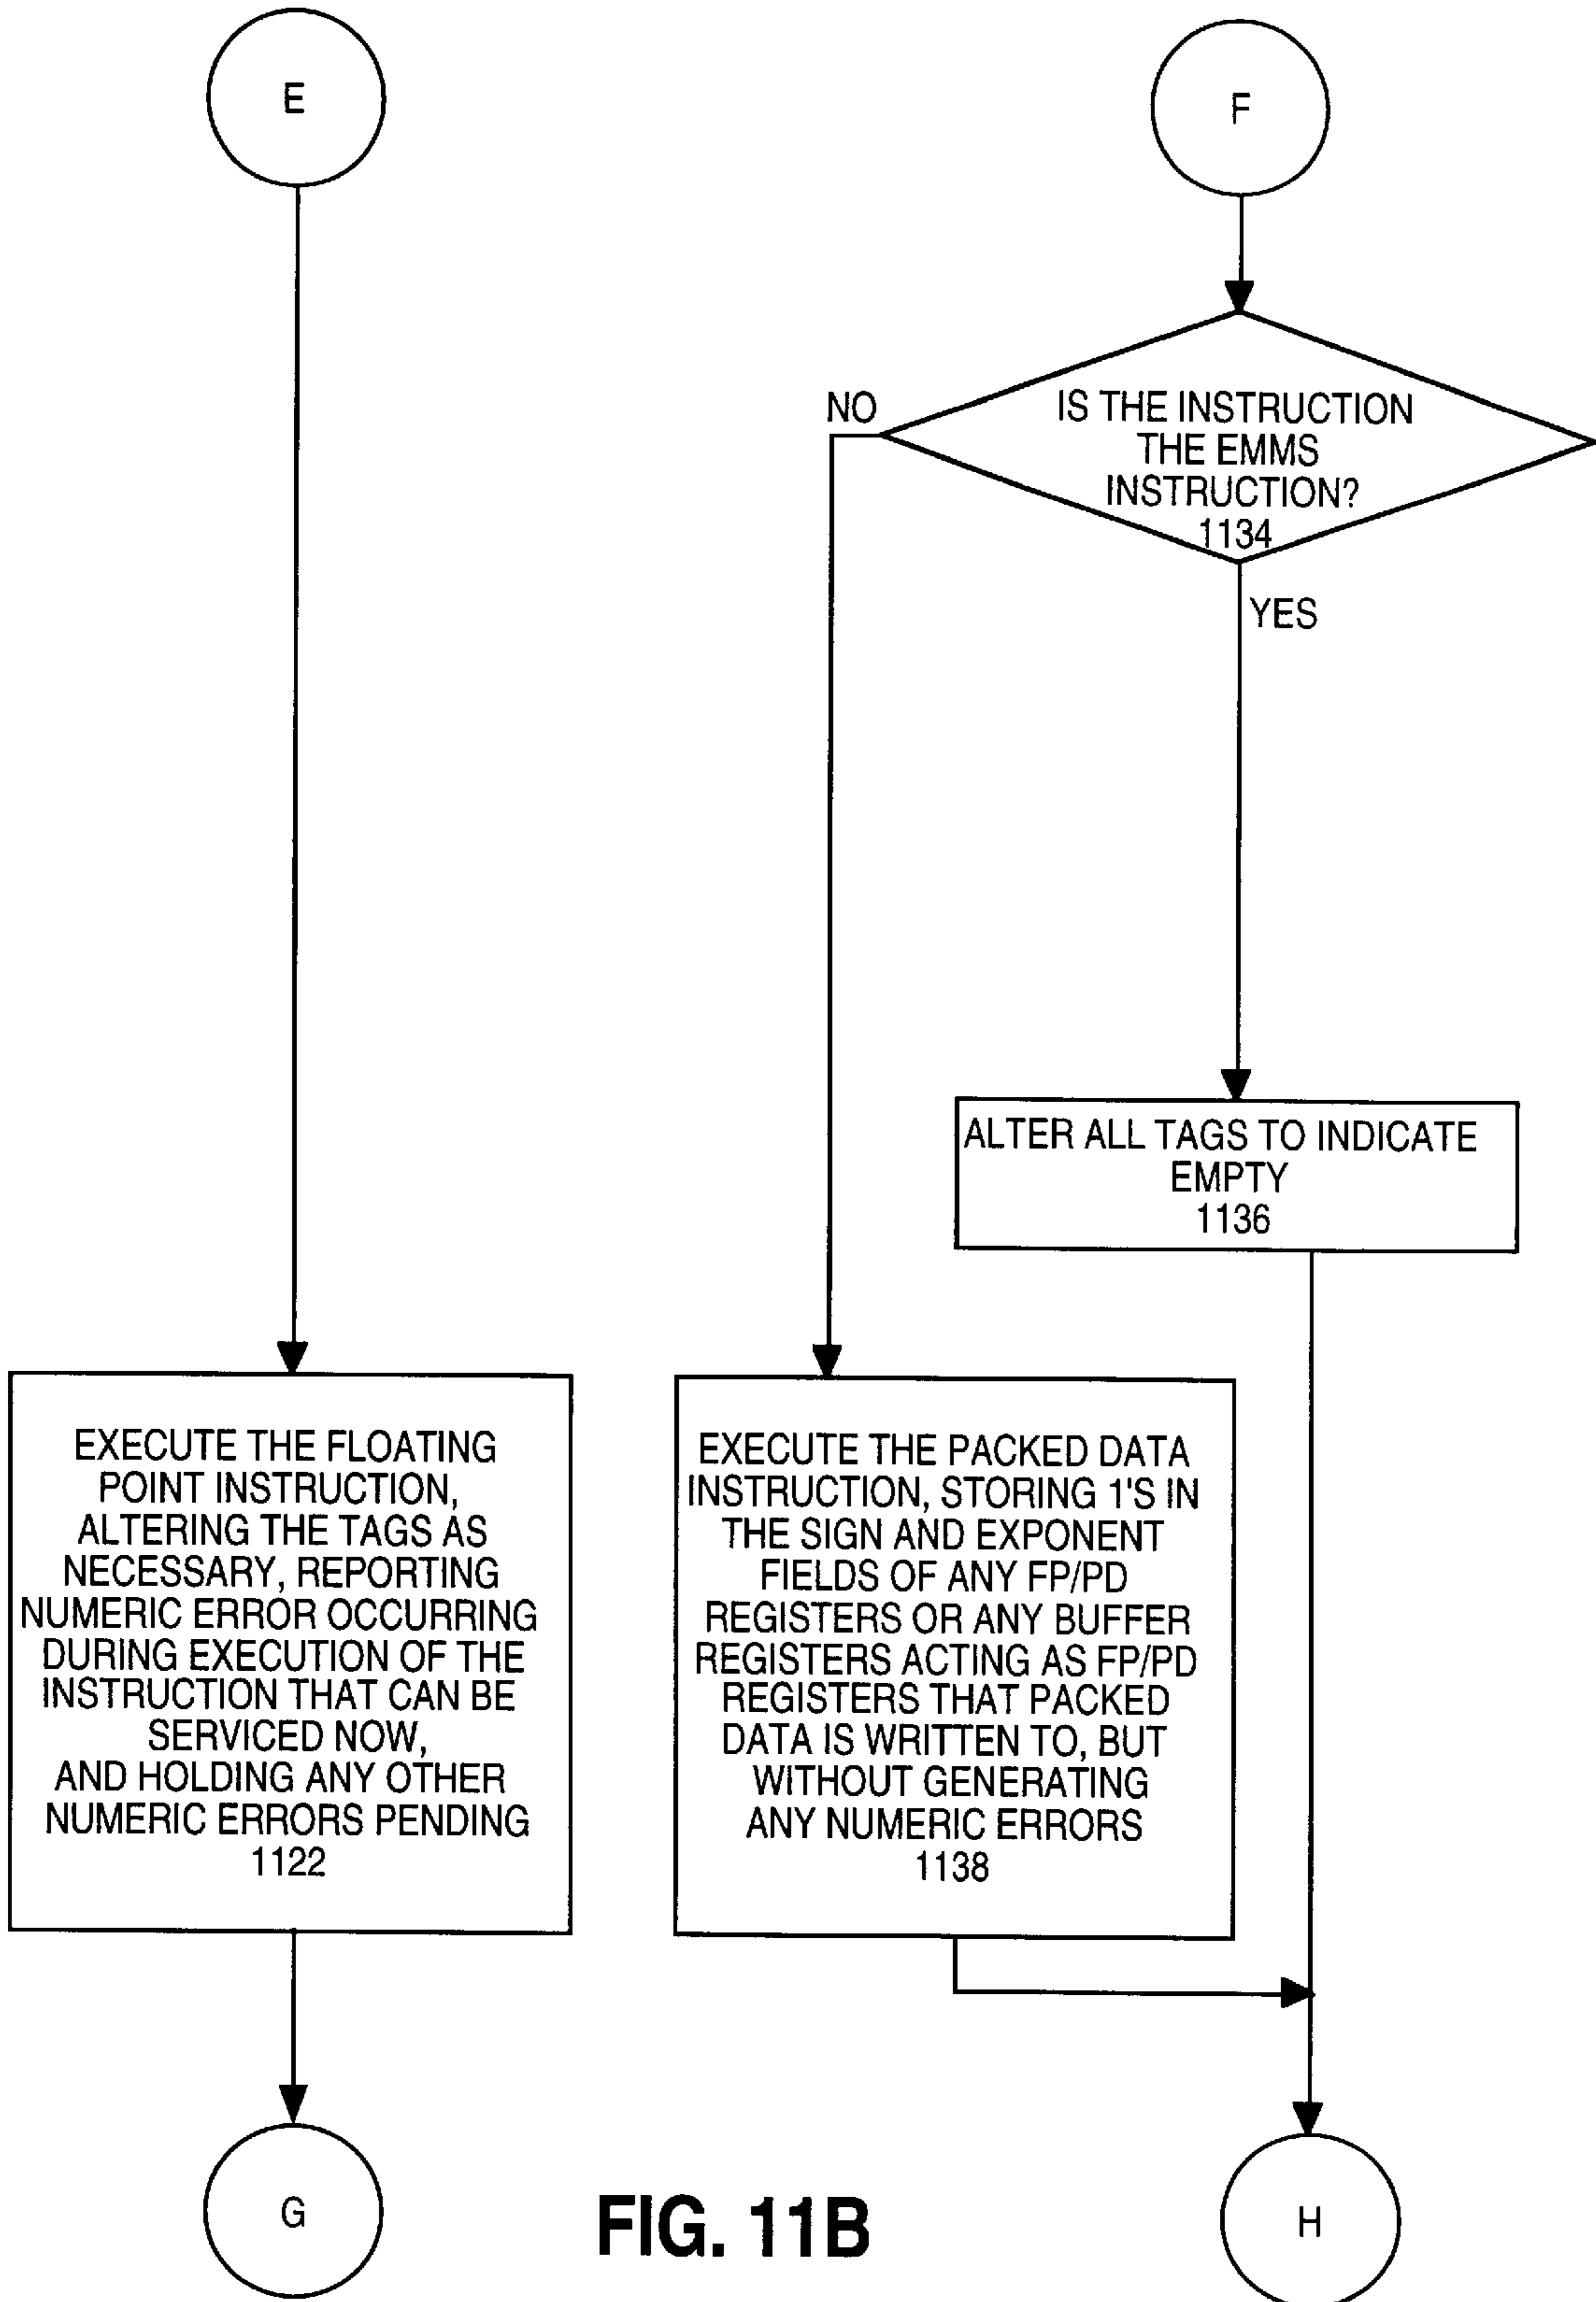 E
F
NO
IS THE INSTRUCTION
THE EMMS
INSTRUCTION?
1134
YES
ALTER ALL TAGS TO INDICATE
EMPTY
1136
EXECUTE THE FLOATING
POINT INSTRUCTION,
ALTERING THE TAGS AS
NECESSARY, REPORTING
NUMERIC ERROR OCCURRING
DURING EXECUTION OF THE
INSTRUCTION THAT CAN BE
SERVICED NOW,
AND HOLDING ANY OTHER
NUMERIC ERRORS PENDING
1122
EXECUTE THE PACKED DATA
INSTRUCTION, STORING 1'S IN
THE SIGN AND EXPONENT
FIELDS OF ANY FP/PD
REGISTERS OR ANY BUFFER
REGISTERS ACTING AS FP/PD
REGISTERS THAT PACKED
DATA IS WRITTEN TO, BUT
WITHOUT GENERATING
ANY NUMERIC ERRORS
1138
G
H
FIG. 11B